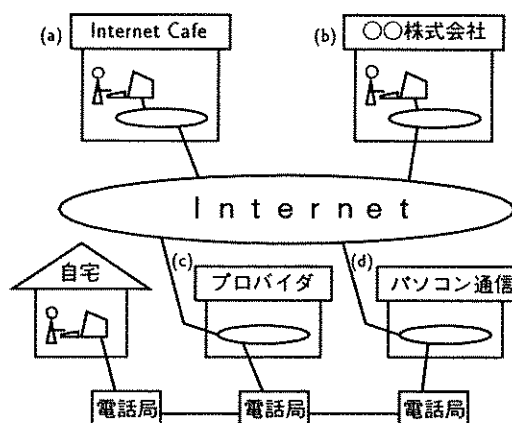 (a) Internet Cafe
(b) ○○株式会社
Internet
自宅
(c) プロバイダ
(d) パソコン通信
電話局
電話局
電話局